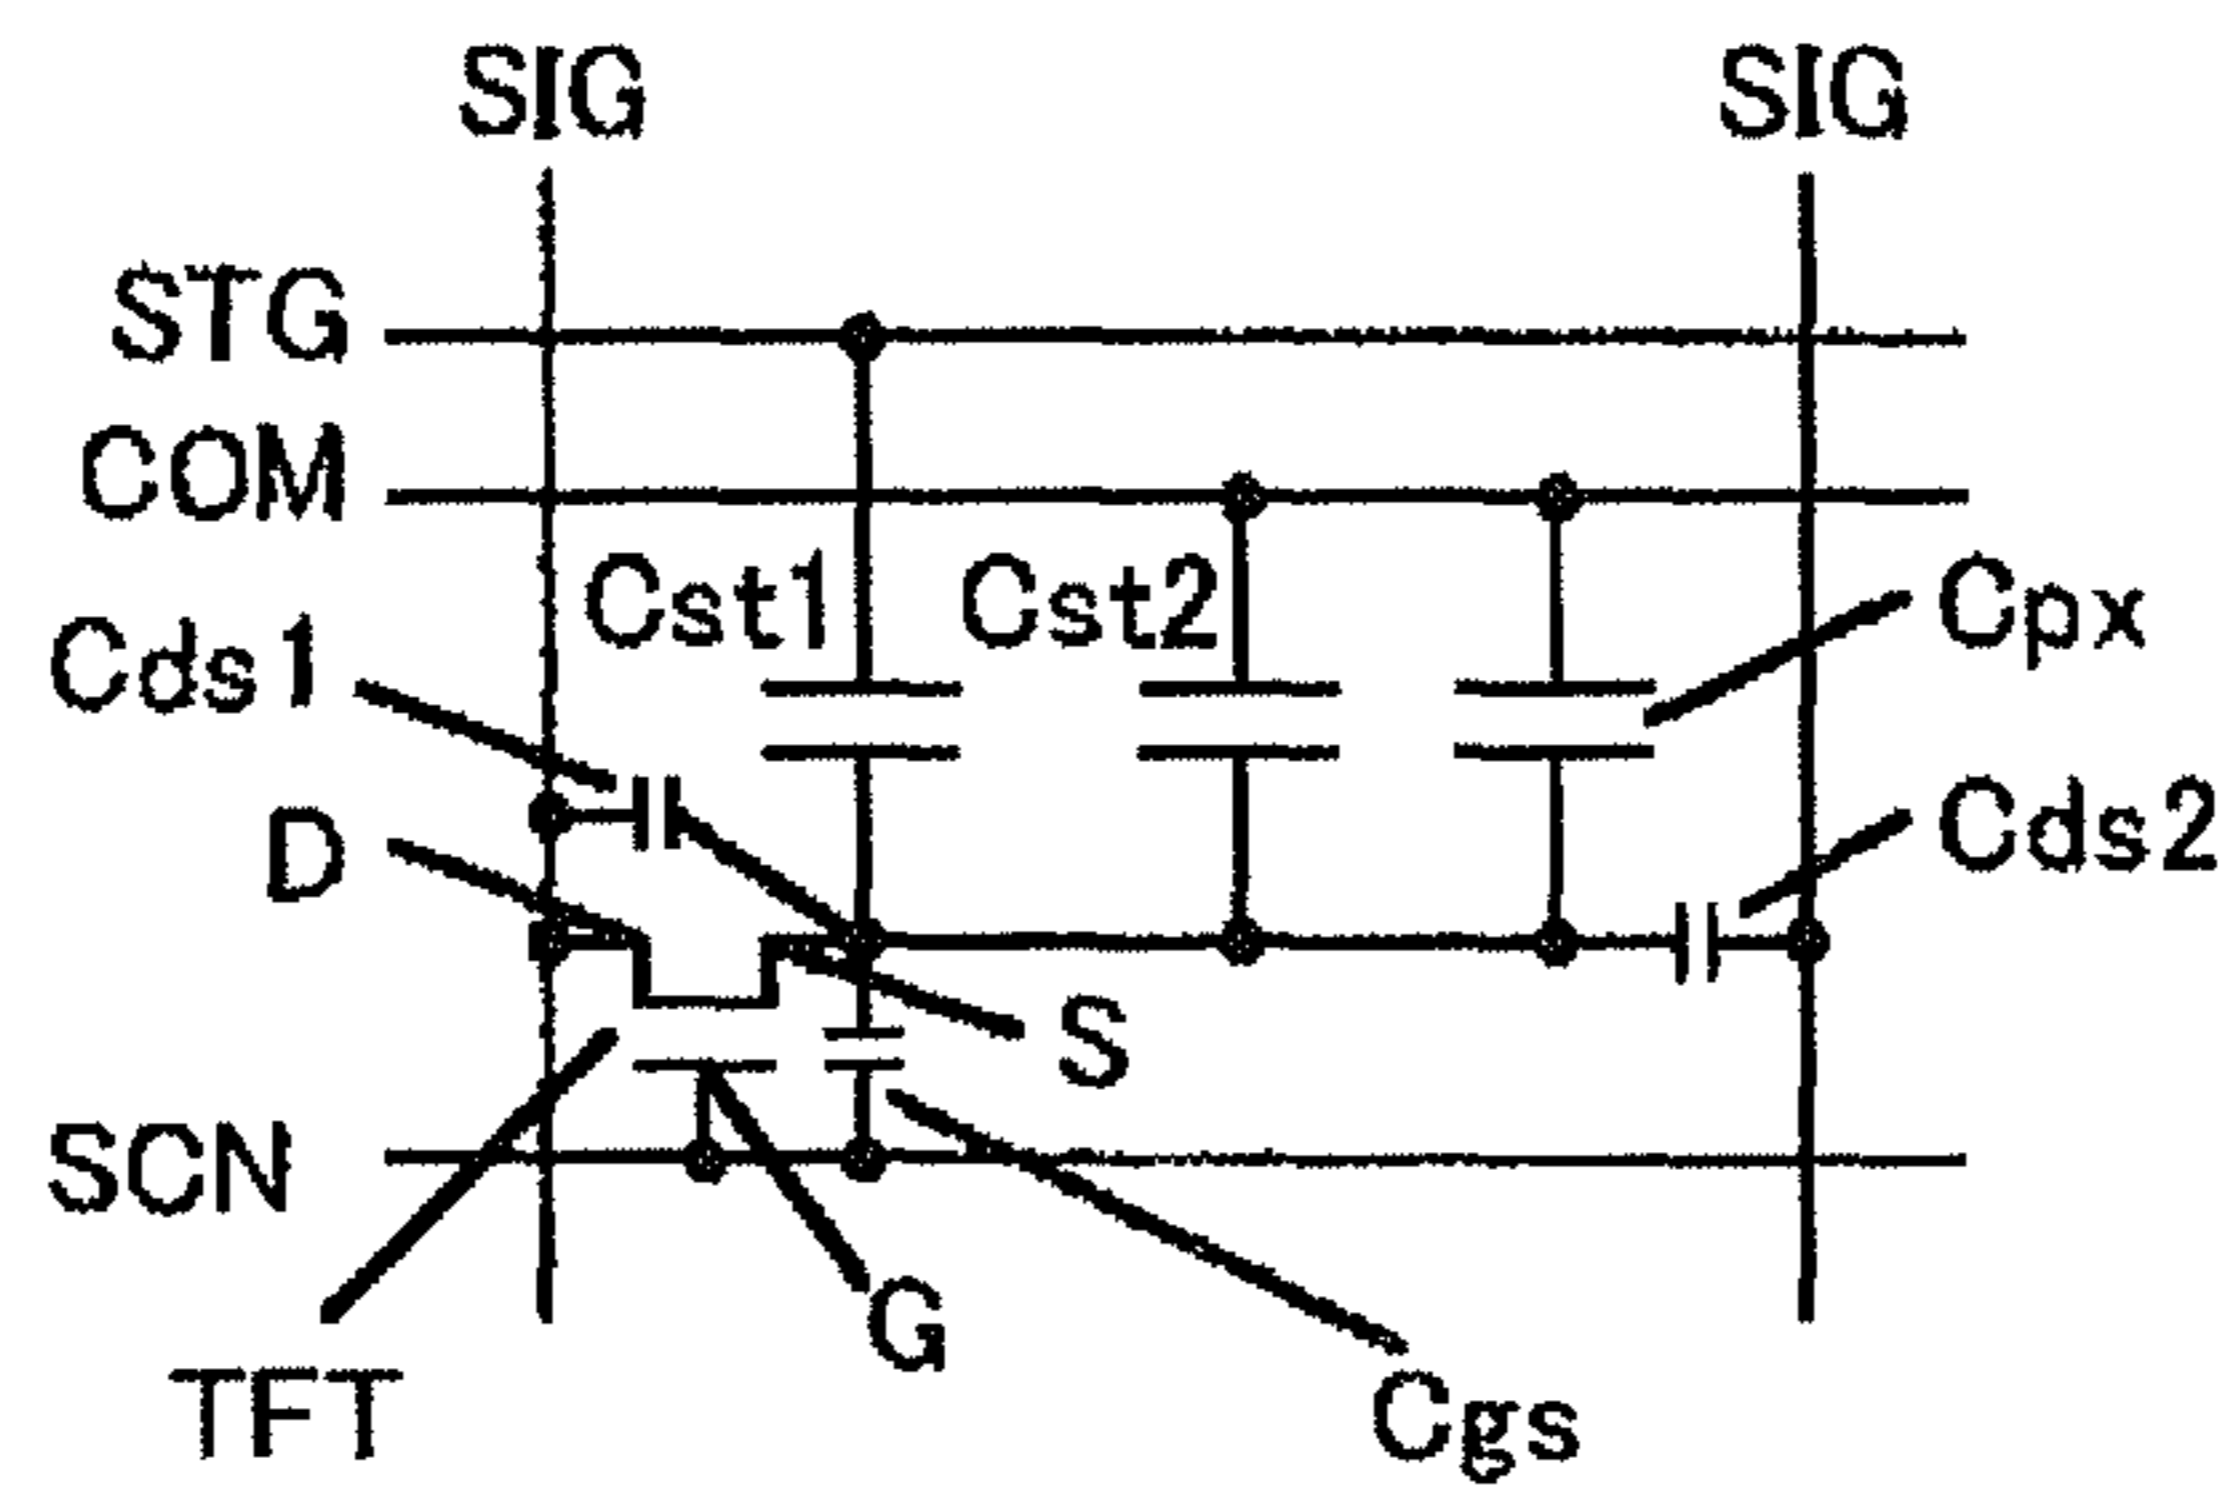 SIG SIG
STG
COM
Cst1 Cst2 Cpx
Cds1
D Cds2
S
SCN
G
TFT Cgs